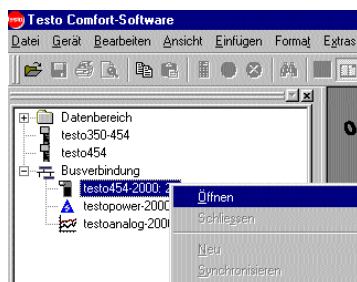 Testo Comfort-Software
Datei Gerät Bearbeiten Ansicht Einfügen Format Extras
Datenbereich
testo350-454
testo454
Busverbindung
testo454-2000: 2
testopower-2000
testoanalog-200
Öffnen
Schliessen
Neu
Synchronisieren